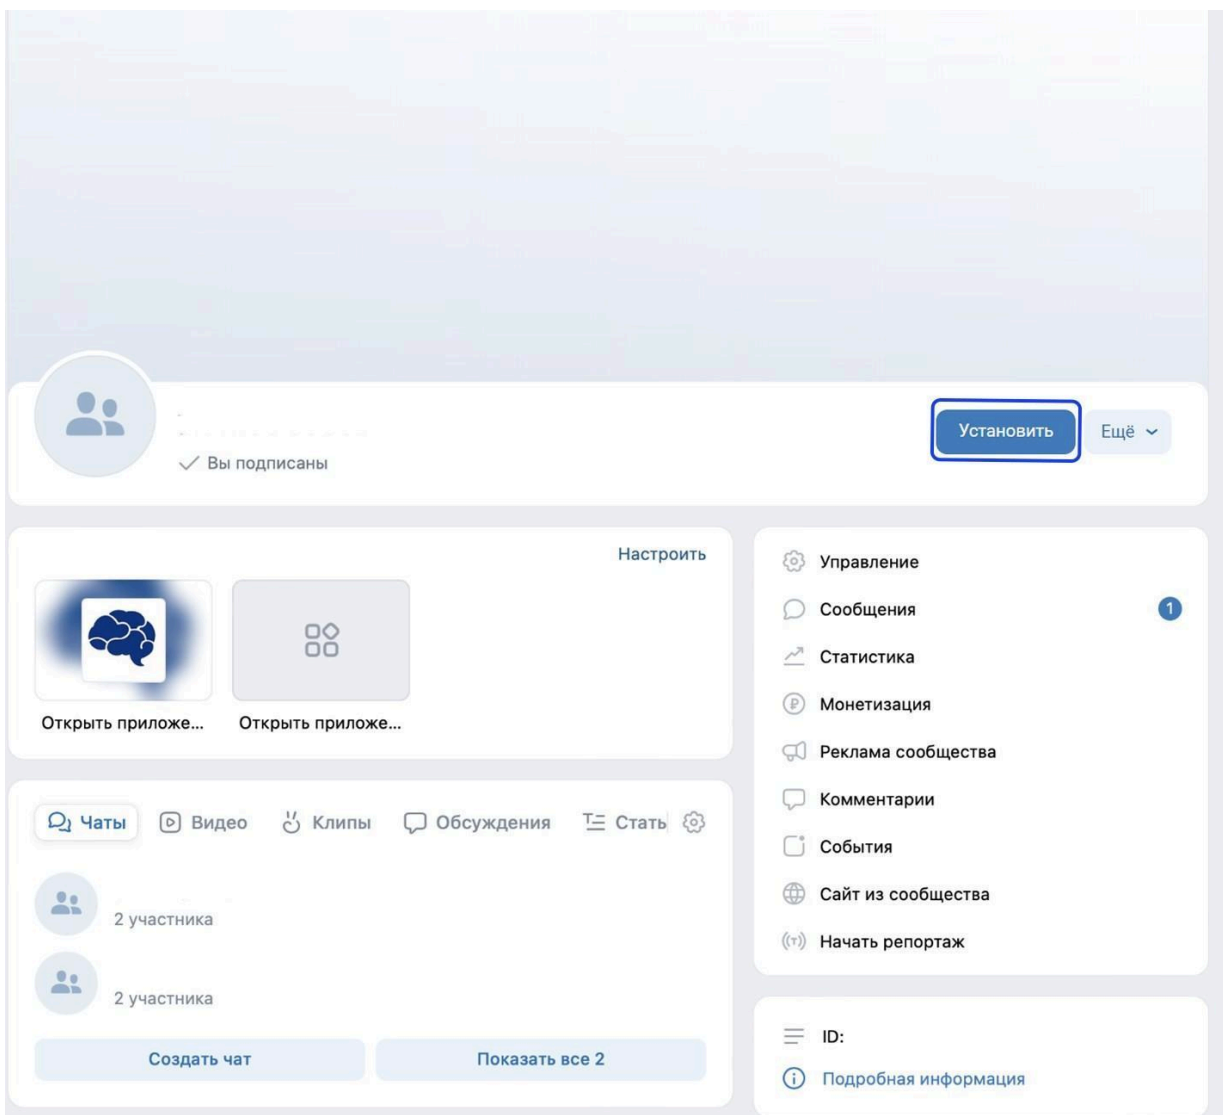 Установить
Ещё
Вы подписаны
Настроить
Открыть приложе...
Открыть приложе...
Чаты
Видео
Клипы
Обсуждения
Стать
2 участника
2 участника
Создать чат
Показать все 2
Управление
Сообщения
1
Статистика
Монетизация
Реклама сообщества
Комментарии
События
Сайт из сообщества
Начать репортаж
ID:
Подробная информация